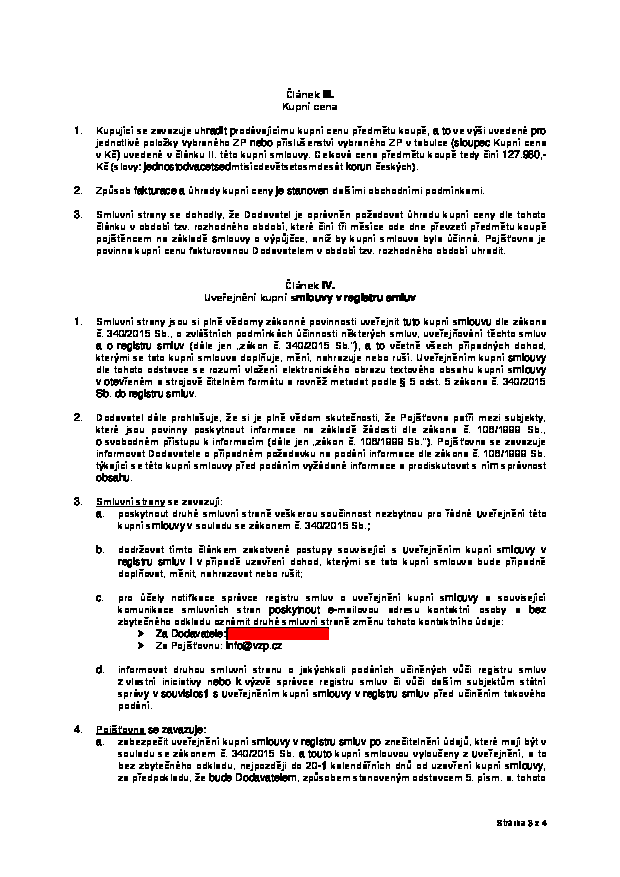 Článek III.
Kupní cena
1. Kupující se zavazuje uhradit prodávajícímu kupní cenu předmětu koupě, a to ve výši uvedené pro
jednotlivé položky vybraného ZP nebo příslušenství vybraného ZP v tabulce (sloupec Kupní cena
v Kč) uvedené v článku II. této kupní smlouvy. Celková cena předmětu koupě tedy činí 127.980,-
Kč (slovy: jednostodvacetsedmtisícdevětsetosmdesát korun českých).
2. Způsob fakturace a úhrady kupní ceny je stanoven dalšími obchodními podmínkami.
3. Smluvní strany se dohodly, že Dodavatel je oprávněn požadovat úhradu kupní ceny dle tohoto
článku v období tzv. rozhodného období, které činí tři měsíce ode dne převzetí předmětu koupě
pojištěncem na základě smlouvy o výpůjčce, aniž by kupní smlouva byla účinná. Pojišťovna je
povinna kupní cenu fakturovanou Dodavatelem v období tzv. rozhodného období uhradit.
Článek IV.
Uveřejnění kupní smlouvy v registru smluv
1. Smluvní strany jsou si plně vědomy zákonné povinnosti uveřejnit tuto kupní smlouvu dle zákona
č. 340/2015 Sb., o zvláštních podmínkách účinnosti některých smluv, uveřejňování těchto smluv
a o registru smluv (dále jen „zákon č. 340/2015 Sb.“), a to včetně všech případných dohod,
kterými se tato kupní smlouva doplňuje, mění, nahrazuje nebo ruší. Uveřejněním kupní smlouvy
dle tohoto odstavce se rozumí vložení elektronického obrazu textového obsahu kupní smlouvy
v otevřeném a strojově čitelném formátu a rovněž metadat podle § 5 odst. 5 zákona č. 340/2015
Sb. do registru smluv.
2. Dodavatel dále prohlašuje, že si je plně vědom skutečnosti, že Pojišťovna patří mezi subjekty,
které jsou povinny poskytnout informace na základě žádosti dle zákona č. 106/1999 Sb.,
o svobodném přístupu k informacím (dále jen „zákon č. 106/1999 Sb.“). Pojišťovna se zavazuje
informovat Dodavatele o případném požadavku na podání informace dle zákona č. 106/1999 Sb.
týkající se této kupní smlouvy před podáním vyžádané informace a prodiskutovat s ním správnost
obsahu.
3. Smluvní strany se zavazují:
a. poskytnout druhé smluvní straně veškerou součinnost nezbytnou pro řádné uveřejnění této
kupní smlouvy v souladu se zákonem č. 340/2015 Sb.;
b. dodržovat tímto článkem zakotvené postupy související s uveřejněním kupní smlouvy v
registru smluv i v případě uzavření dohod, kterými se tato kupní smlouva bude případně
doplňovat, měnit, nahrazovat nebo rušit;
c. pro účely notifikace správce registru smluv o uveřejnění kupní smlouvy a související
komunikace smluvních stran poskytnout e-mailovou adresu kontaktní osoby a bez
zbytečného odkladu oznámit druhé smluvní straně změnu tohoto kontaktního údaje:
➤ Za Dodavatele:
➤ Za Pojišťovnu: info@vzp.cz
d. informovat druhou smluvní stranu o jakýchkoli podáních učiněných vůči registru smluv
z vlastní iniciativy nebo k výzvě správce registru smluv či vůči dalším subjektům státní
správy v souvislosti s uveřejněním kupní smlouvy v registru smluv před učiněním takového
podání.
4. Pojišťovna se zavazuje:
a. zabezpečit uveřejnění kupní smlouvy v registru smluv po znečitelnění údajů, které mají být v
souladu se zákonem č. 340/2015 Sb. a touto kupní smlouvou vyloučeny z uveřejnění, a to
bez zbytečného odkladu, nejpozději do 20-ti kalendářních dnů od uzavření kupní smlouvy,
za předpokladu, že bude Dodavatelem, způsobem stanoveným odstavcem 5. písm. a. tohoto
Stránka 3 z 4